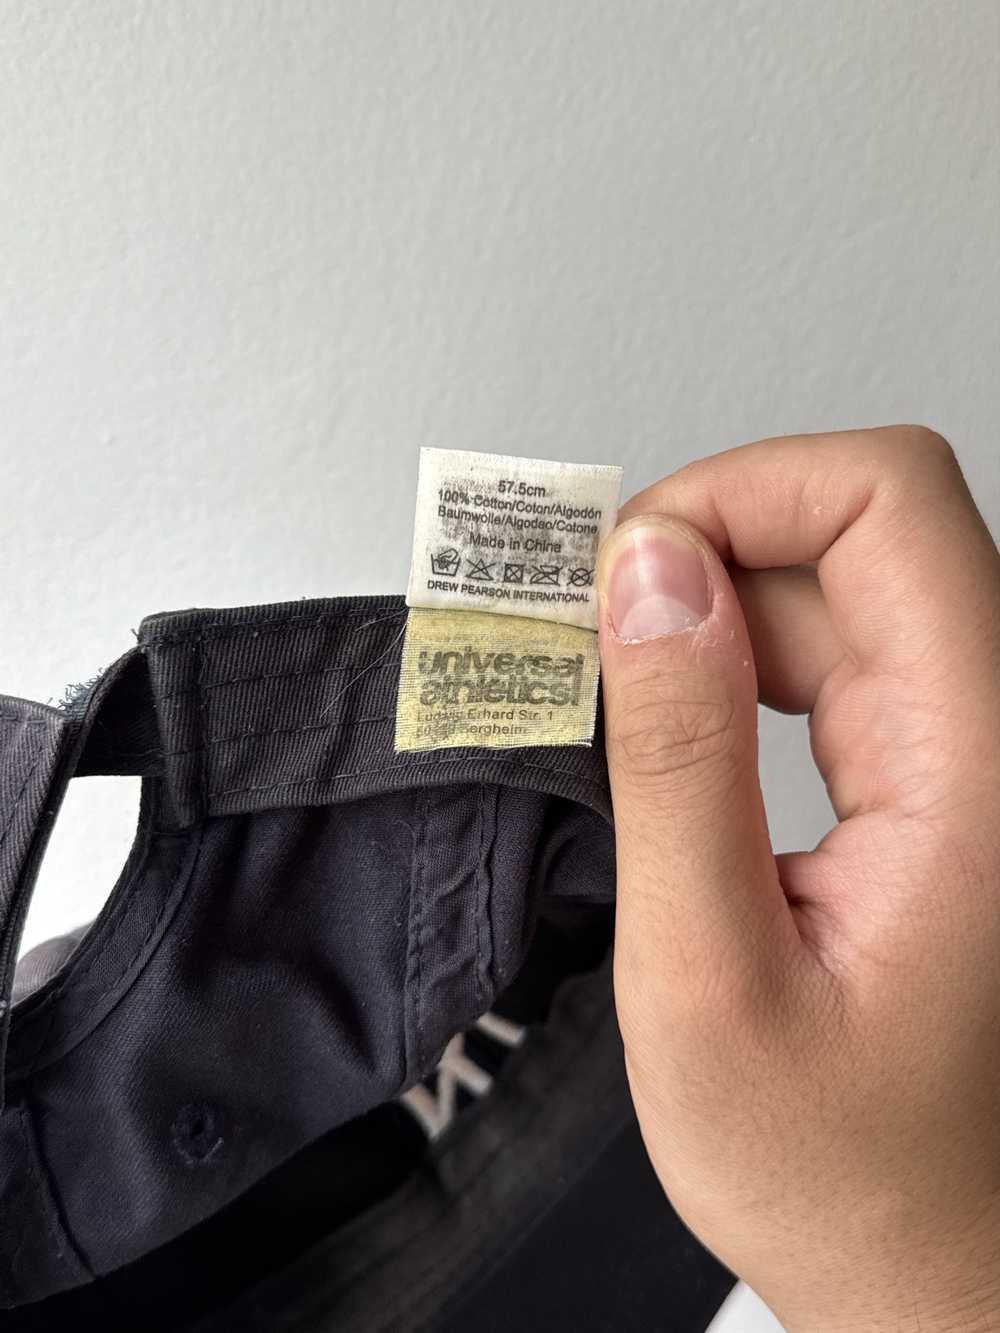 57.5cm
100% Cotton/Coton/Algodón
Baumwolle/Algodao/Cotone
Made in China
DREW PEARSON INTERNATIONAL
universal
athletics!
Ludwig Erhard Str. 1
Bergheim